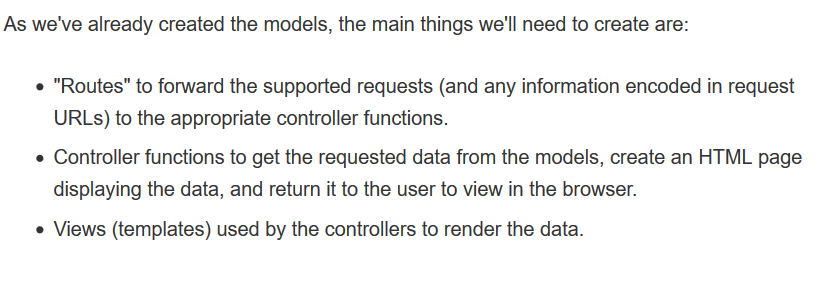 As we've already created the models, the main things we'll need to create are:
• "Routes" to forward the supported requests (and any information encoded in request
URLs) to the appropriate controller functions.
• Controller functions to get the requested data from the models, create an HTML page
displaying the data, and return it to the user to view in the browser.
• Views (templates) used by the controllers to render the data.